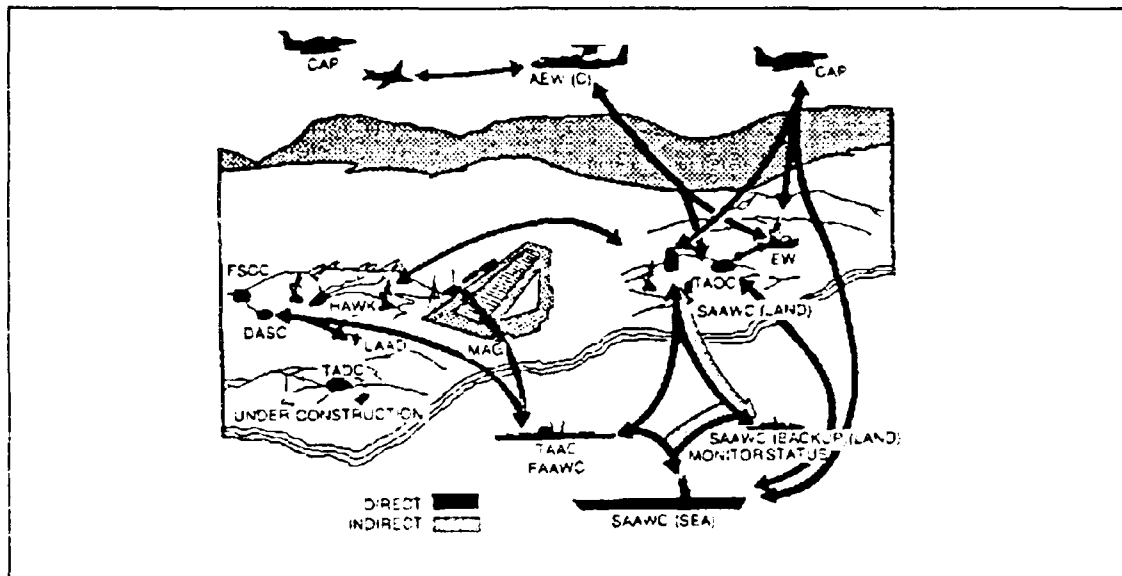 CAP
AEW (C)
CAP
EW
FSCC
TAOC
HAWK
SAAWC (LAND)
DASC
LAAD
MAG
TADC
UNDER CONSTRUCTION
SAAWC (BACKUP) (LAND)
TAAC
MONITOR STATUS
FAAWC
DIRECT
INDIRECT
SAAWC (SEA)